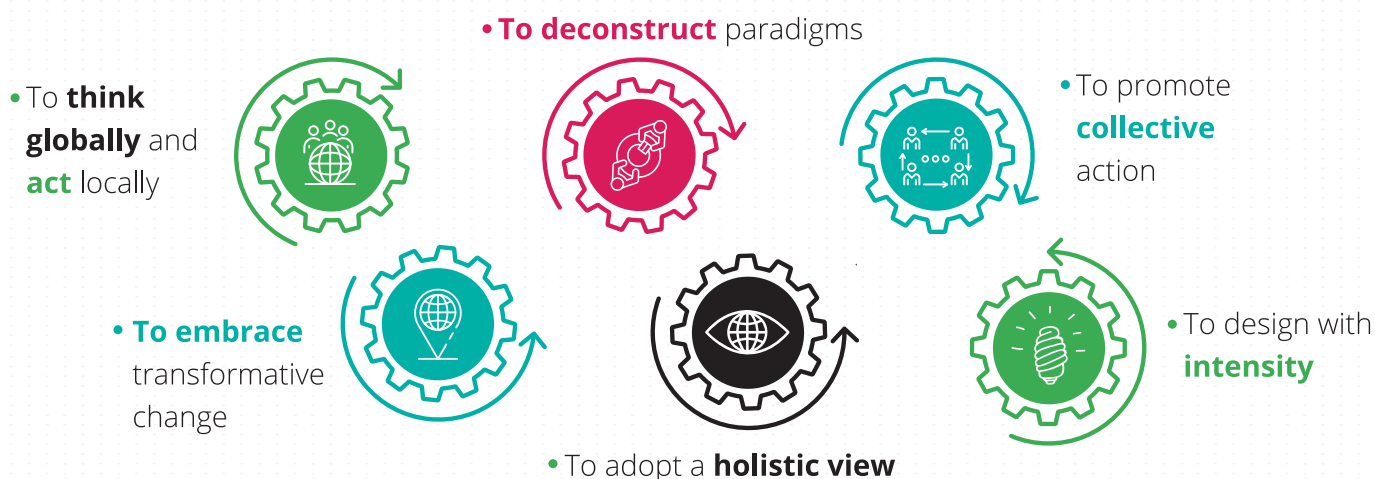 • To deconstruct paradigms
• To think
globally and
act locally
• To promote
collective
action
• To embrace
transformative
change
• To design with
intensity
• To adopt a holistic view